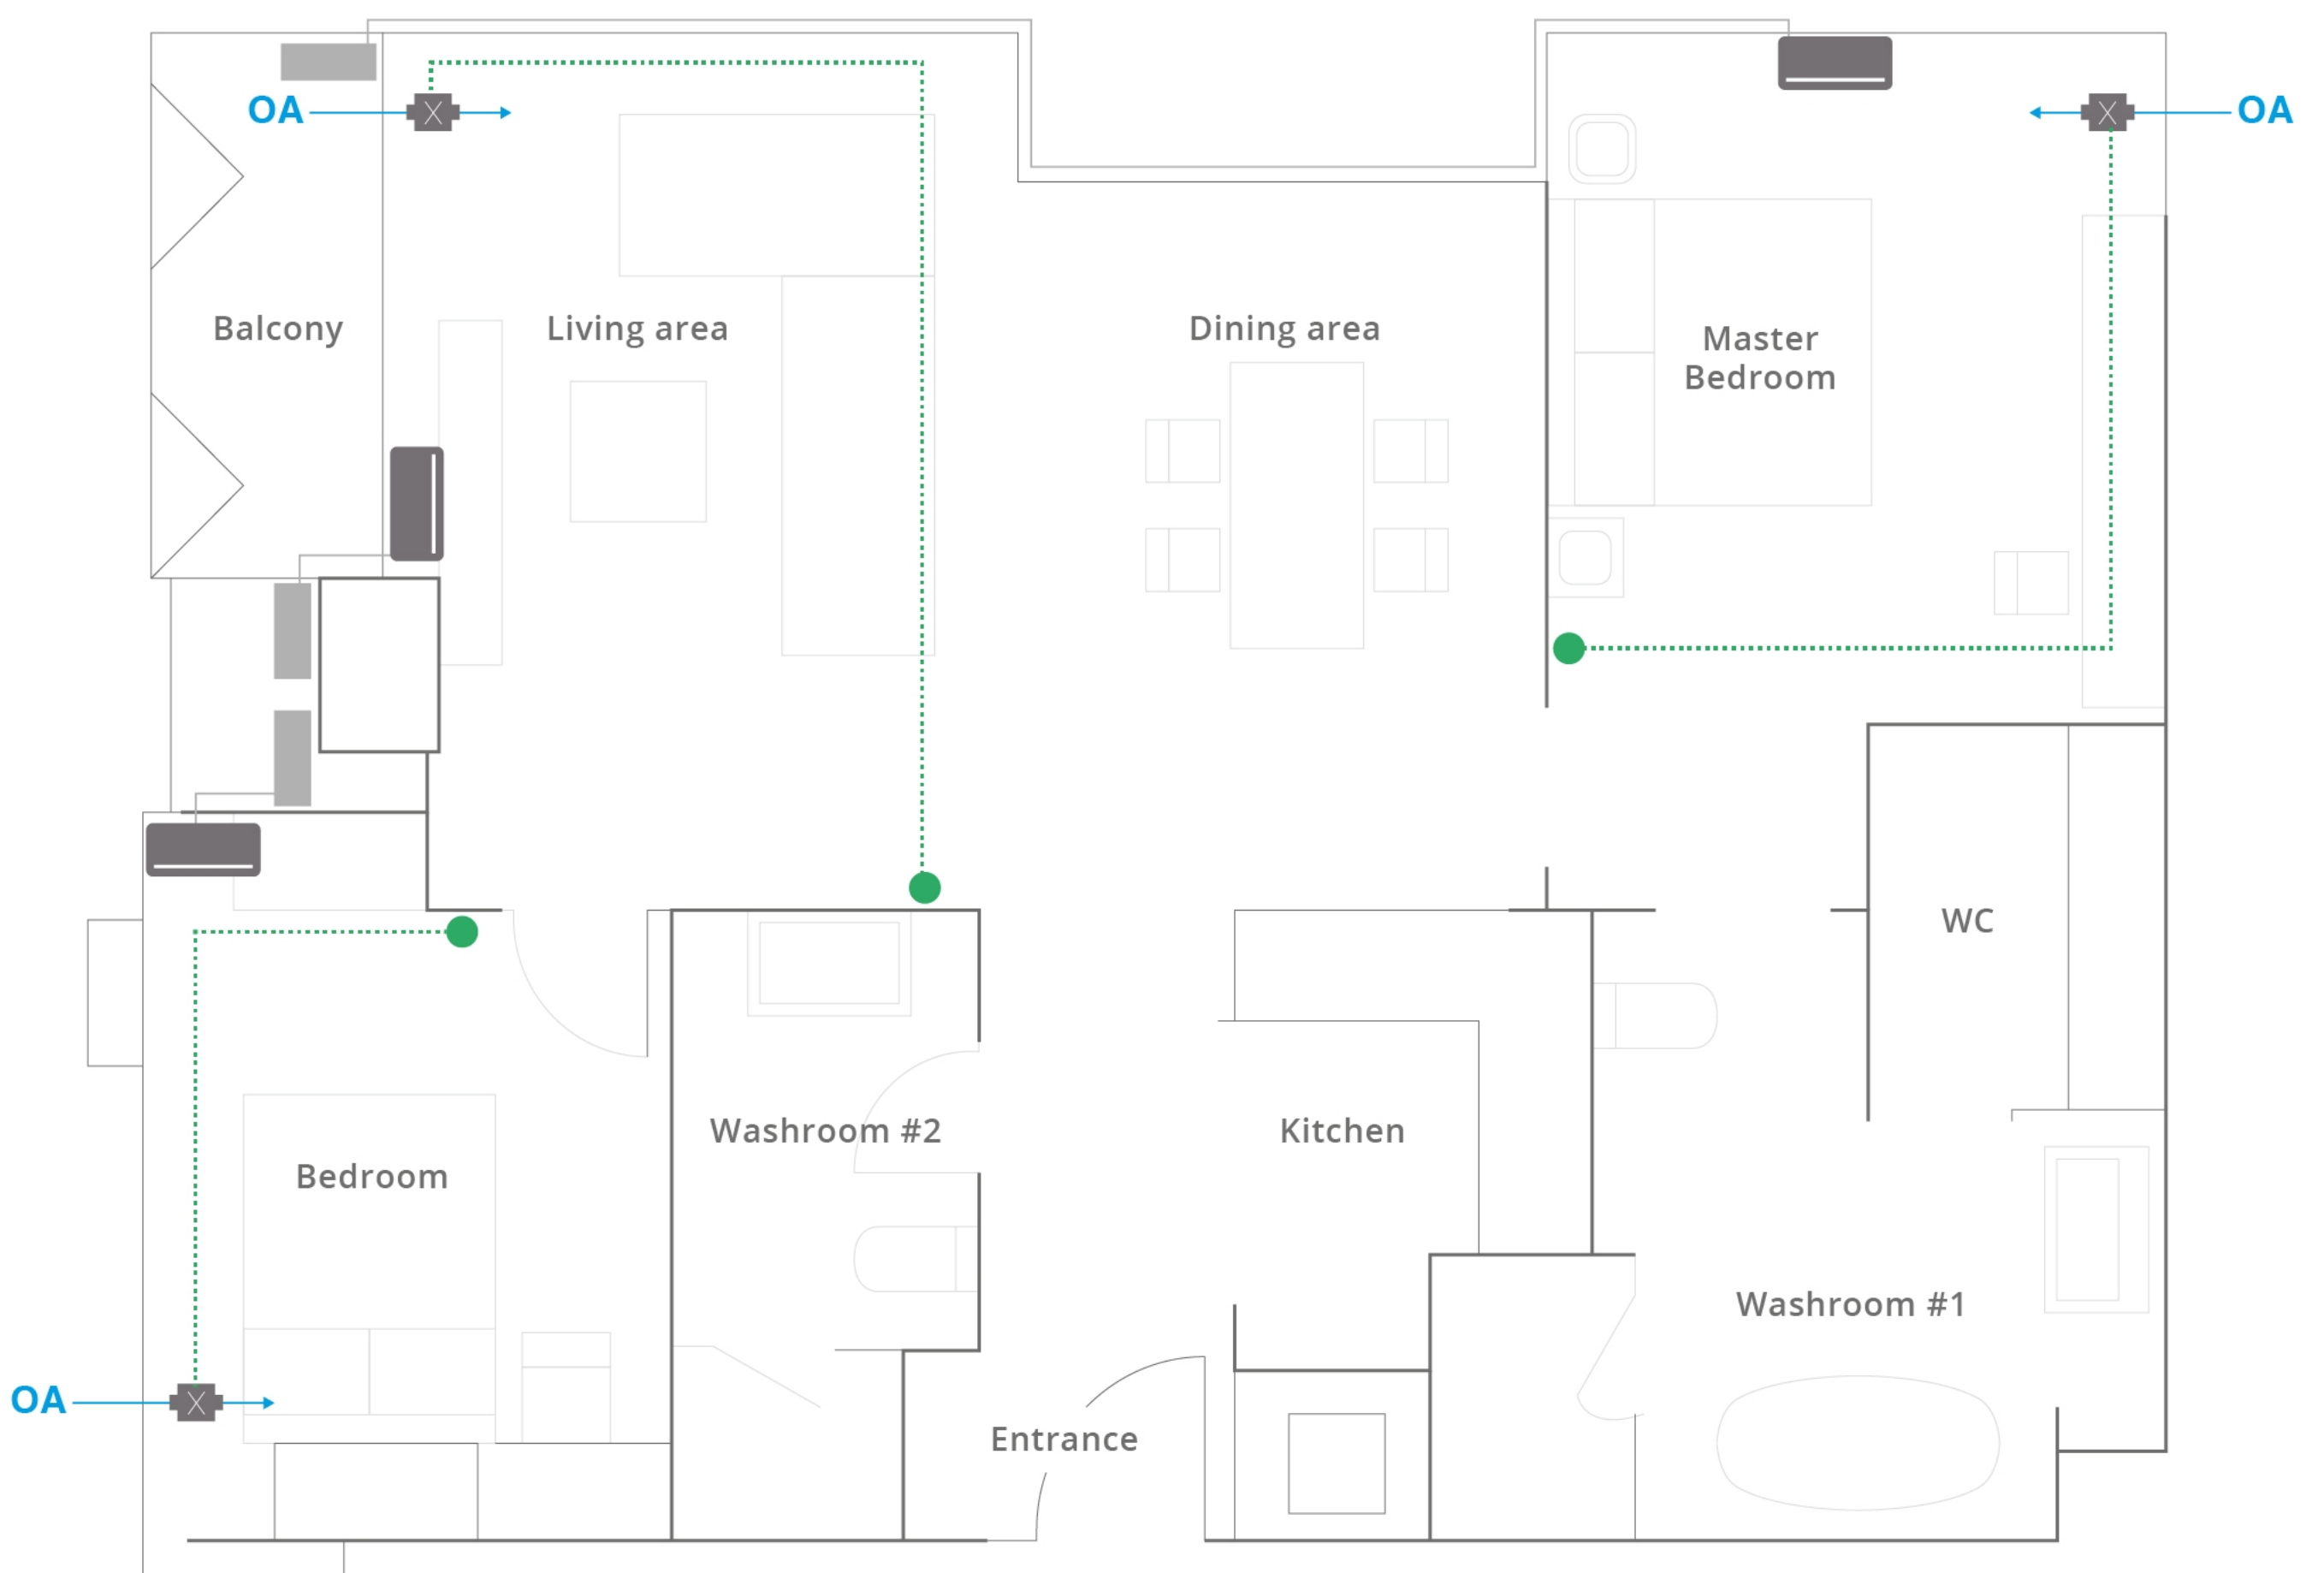 OA
OA
Balcony
Living area
Dining area
Master
Bedroom
WC
Washroom #2
Kitchen
Bedroom
Washroom #1
OA
Entrance